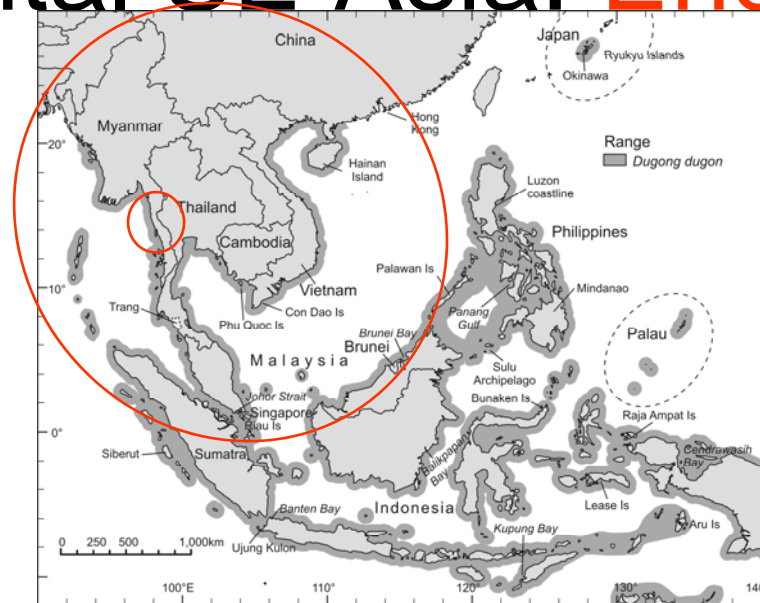 China
Japan
Ryukyu Islands
Okinawa
Hong
Kong
Myanmar
20°
Range
Dugong dugon
Hainan
Island
Luzon
coastline
Thailand
Philippines
Cambodia
Palawan Is
10°
Vietnam
Mindanao
Trang
Con Dao Is
Panang
Gulf
Phu Quoc Is
Brunei Bay
Palau
Brunei
Malaysia
Sulu
Archipelago
Johor Strait
Bunaken Is
Singapore
Raja Ampat Is
Riau Is
0°
Siberut
Sumatra
Cendrawasih
Bay
Balikpapan
Bay
Banten Bay
Indonesia
Lease Is
Kupung Bay
Aru Is
0 250 500 1,000km
Ujung Kulon
100°E 110° 120° 130°